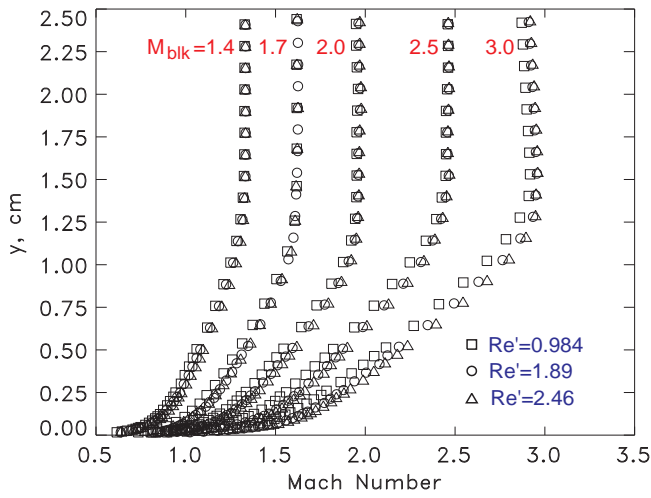 2.50
M_blk=1.4 1.7 2.0 2.5 3.0
2.25
2.00
1.75
1.50
1.25
1.00
0.75
0.50
0.25
0.00
y, cm
Re'=0.984
Re'=1.89
Re'=2.46
0.5 1.0 1.5 2.0 2.5 3.0 3.5
Mach Number